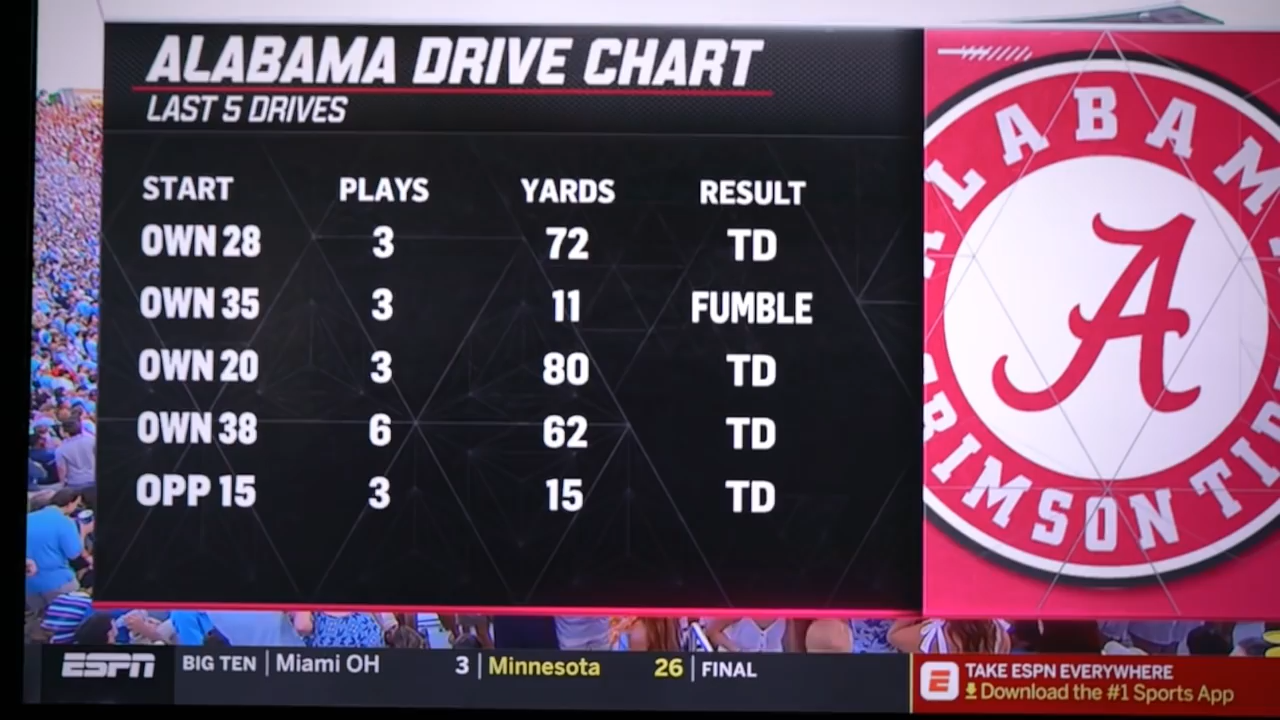 ALABAMA DRIVE CHART
LAST 5 DRIVES
START PLAYS YARDS RESULT
OWN 28 3 72 TD
OWN 35 3 11 FUMBLE
OWN 20 3 80 TD
OWN 38 6 62 TD
OPP 15 3 15 TD
ALABAMA
A
CRIMSON TIDE
ESPN BIG TEN | Miami OH 3 | Minnesota 26 | FINAL
E TAKE ESPN EVERYWHERE
Download the #1 Sports App